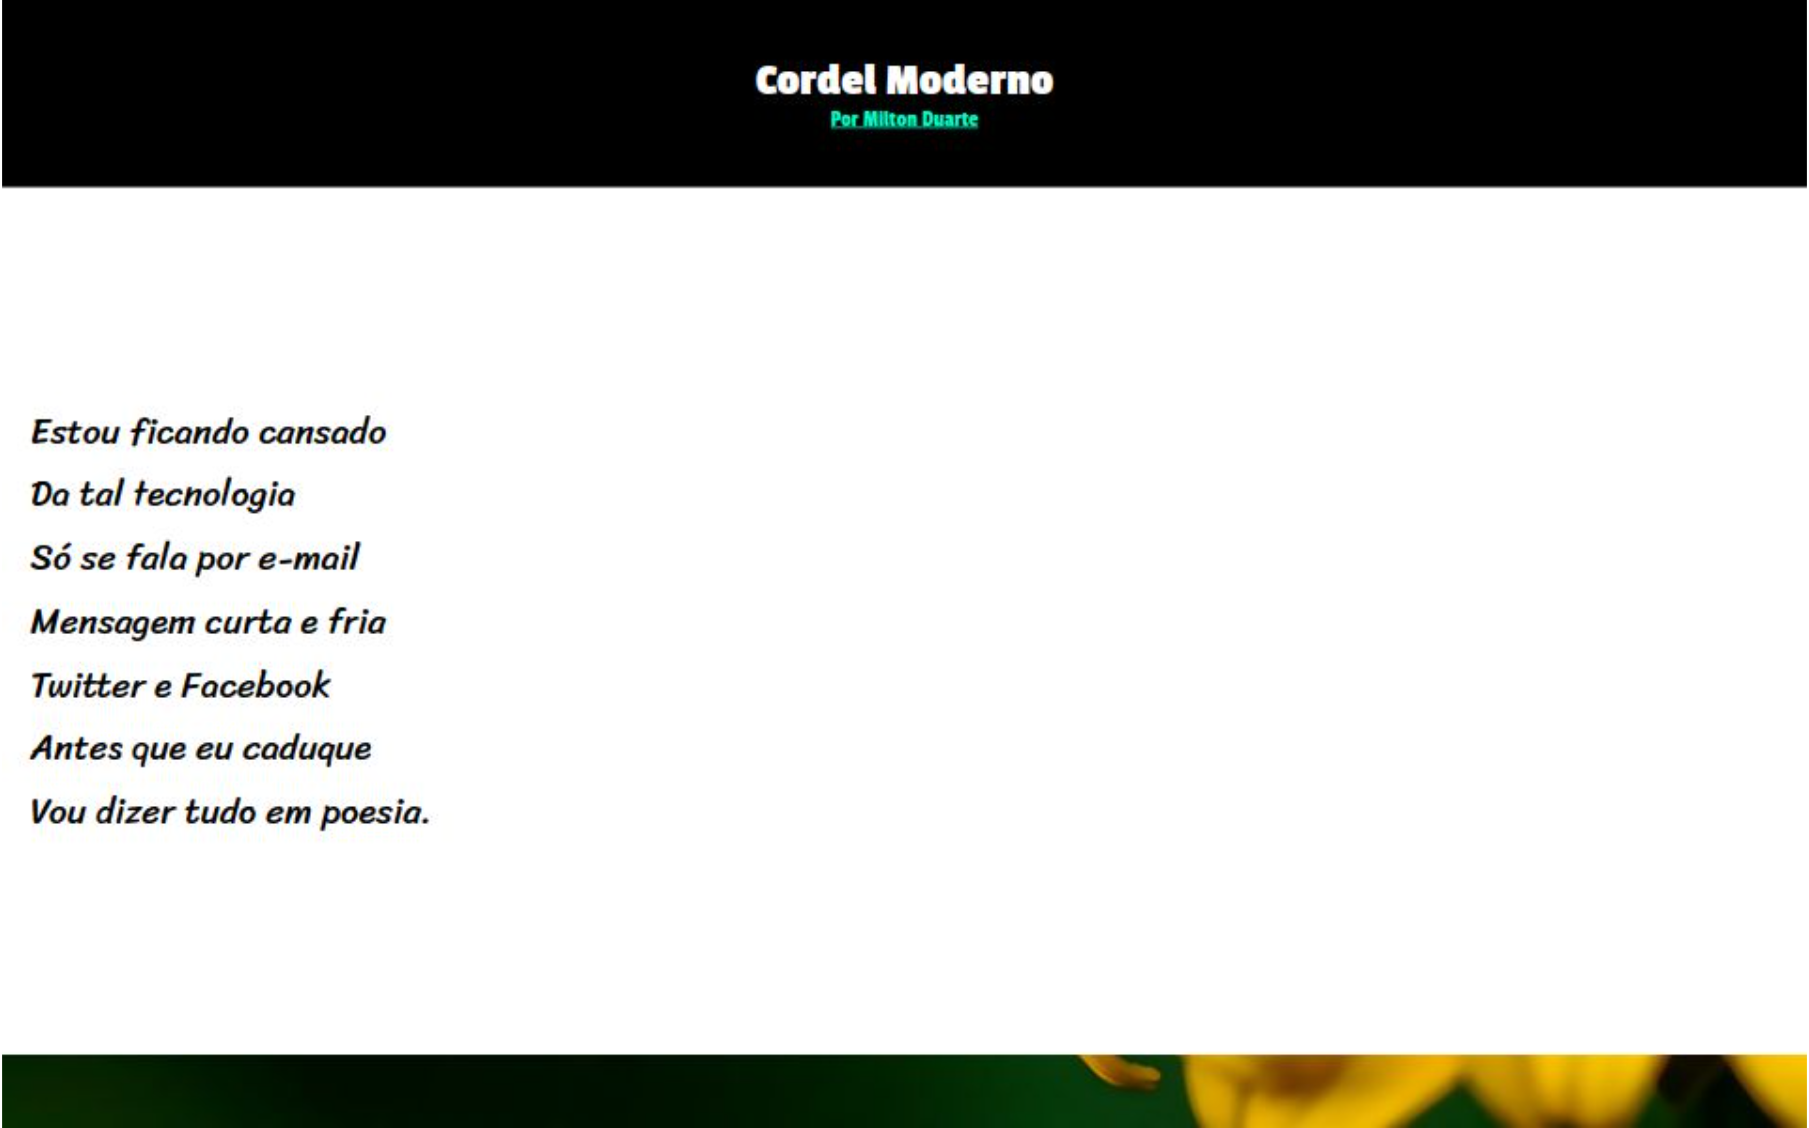 Cordel Moderno
Por Milton Duarte
Estou ficando cansado
Da tal tecnologia
Só se fala por e-mail
Mensagem curta e fria
Twitter e Facebook
Antes que eu caduque
Vou dizer tudo em poesia.